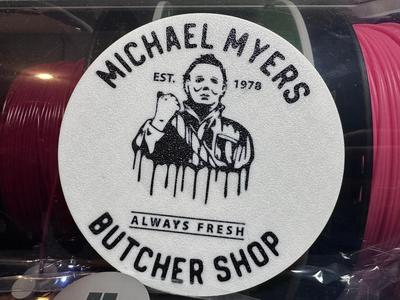 MICHAEL MYERS
EST. 1978
ALWAYS FRESH
BUTCHER SHOP